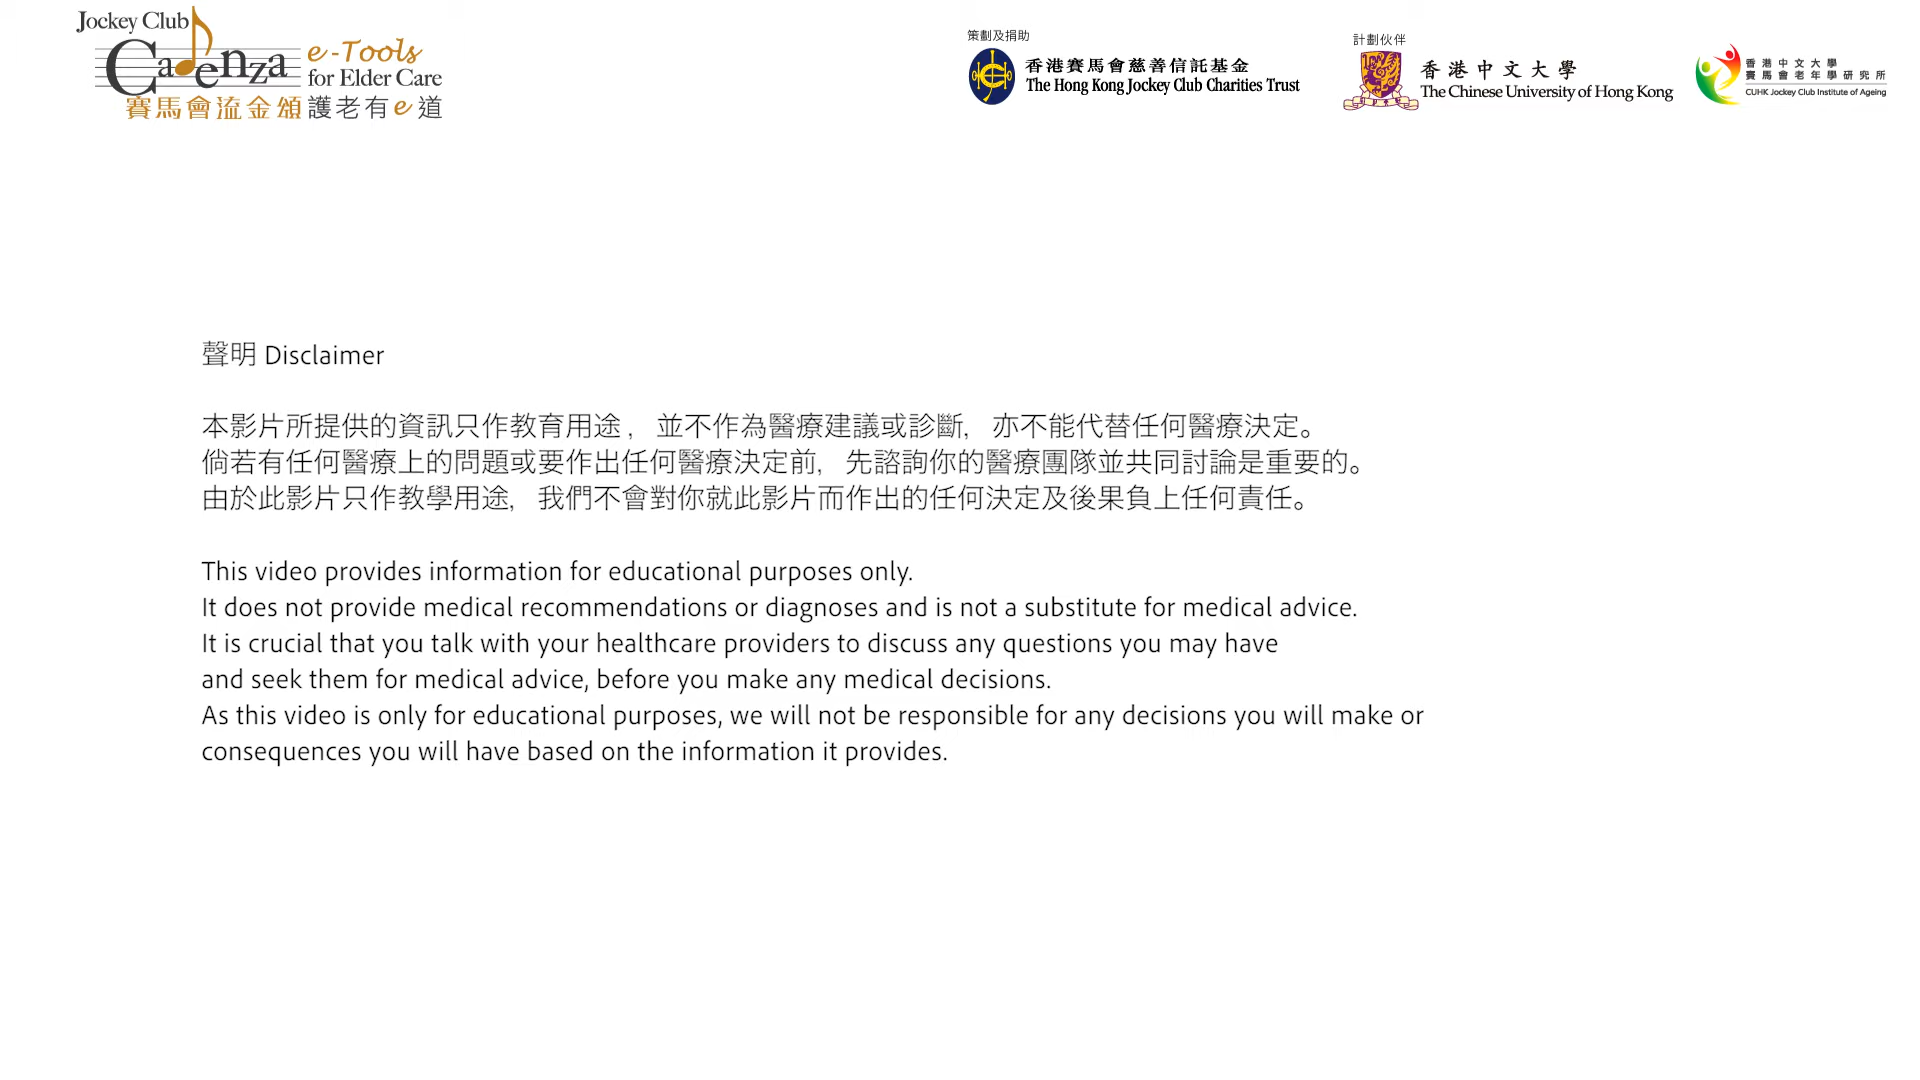 Jockey Club
Cadenza
e-Tools
for Elder Care
賽馬會流金頌護老有e道
策劃及捐助
香港賽馬會慈善信託基金
The Hong Kong Jockey Club Charities Trust
計劃伙伴
香港中文大學
The Chinese University of Hong Kong
香港中文大學
賽馬會老年學研究所
CUHK Jockey Club Institute of Ageing
聲明 Disclaimer
本影片所提供的資訊只作教育用途，並不作為醫療建議或診斷，亦不能代替任何醫療決定。
倘若有任何醫療上的問題或要作出任何醫療決定前，先諮詢你的醫療團隊並共同討論是重要的。
由於此影片只作教學用途，我們不會對你就此影片而作出的任何決定及後果負上任何責任。
This video provides information for educational purposes only.
It does not provide medical recommendations or diagnoses and is not a substitute for medical advice.
It is crucial that you talk with your healthcare providers to discuss any questions you may have
and seek them for medical advice, before you make any medical decisions.
As this video is only for educational purposes, we will not be responsible for any decisions you will make or
consequences you will have based on the information it provides.